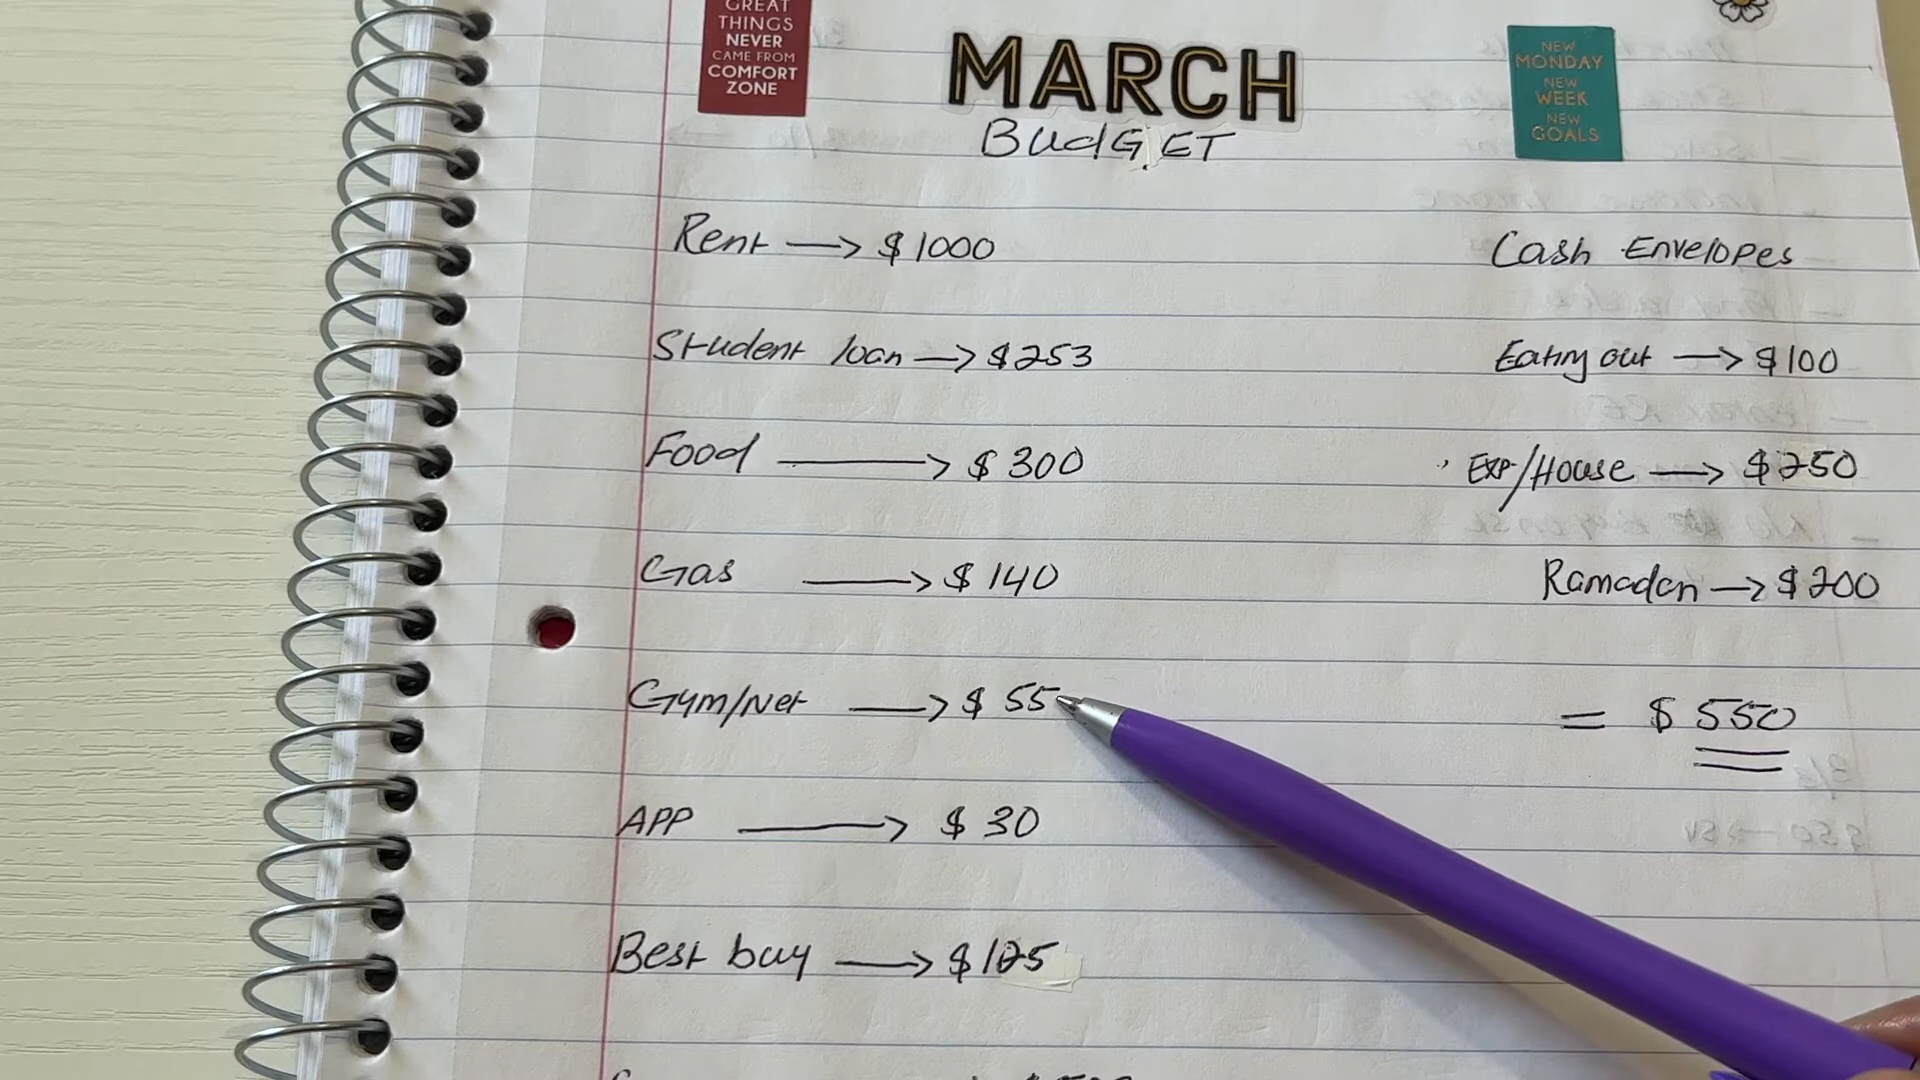 GREAT
THINGS
NEVER
CAME FROM
COMFORT
ZONE
MARCH
BUdGET
NEW
MONDAY
NEW
WEEK
NEW
GOALS
Rent → $1000
Student loan → $253
Food → $300
Gas → $140
Gym/Net → $55
APP → $30
Best buy → $125
Cash Envelopes
Eating out → $100
EXP/House → $250
Ramadan → $200
= $550